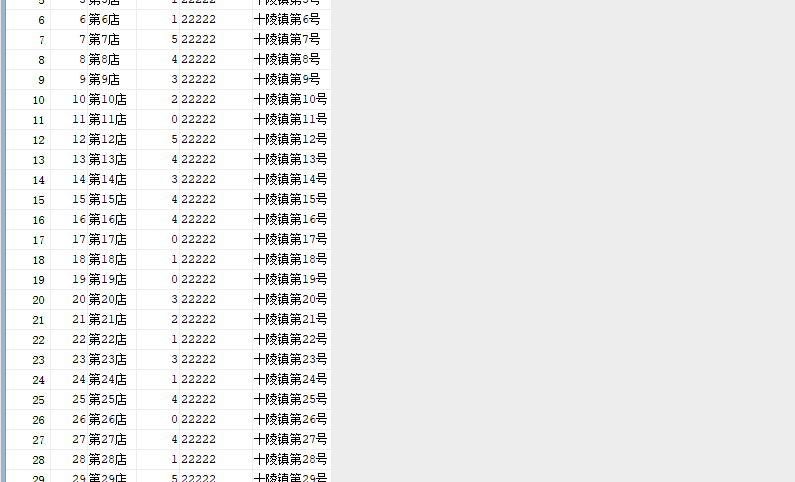 6 6 第6店 1 22222 十陵镇第6号
7 7 第7店 5 22222 十陵镇第7号
8 8 第8店 4 22222 十陵镇第8号
9 9 第9店 3 22222 十陵镇第9号
10 10 第10店 2 22222 十陵镇第10号
11 11 第11店 0 22222 十陵镇第11号
12 12 第12店 5 22222 十陵镇第12号
13 13 第13店 4 22222 十陵镇第13号
14 14 第14店 3 22222 十陵镇第14号
15 15 第15店 4 22222 十陵镇第15号
16 16 第16店 4 22222 十陵镇第16号
17 17 第17店 0 22222 十陵镇第17号
18 18 第18店 1 22222 十陵镇第18号
19 19 第19店 0 22222 十陵镇第19号
20 20 第20店 3 22222 十陵镇第20号
21 21 第21店 2 22222 十陵镇第21号
22 22 第22店 1 22222 十陵镇第22号
23 23 第23店 3 22222 十陵镇第23号
24 24 第24店 1 22222 十陵镇第24号
25 25 第25店 4 22222 十陵镇第25号
26 26 第26店 0 22222 十陵镇第26号
27 27 第27店 4 22222 十陵镇第27号
28 28 第28店 1 22222 十陵镇第28号
29 29 第29店 5 22222 十陵镇第29号